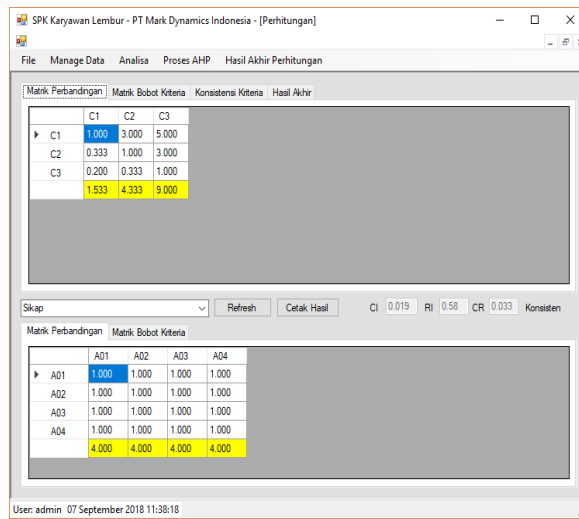 SPK Karyawan Lembur - PT Mark Dynamics Indonesia - [Perhitungan]
File Manage Data Analisa Proses AHP Hasil Akhir Perhitungan
Matrik Perbandingan Matrik Bobot Kriteria Konsistensi Kriteria Hasil Akhir
C1 C2 C3
C1 1.000 3.000 5.000
C2 0.333 1.000 3.000
C3 0.200 0.333 1.000
1.533 4.333 9.000
Sikap Refresh Cetak Hasil CI 0.019 RI 0.58 CR 0.033 Konsisten
Matrik Perbandingan Matrik Bobot Kriteria
A01 A02 A03 A04
A01 1.000 1.000 1.000 1.000
A02 1.000 1.000 1.000 1.000
A03 1.000 1.000 1.000 1.000
A04 1.000 1.000 1.000 1.000
4.000 4.000 4.000 4.000
User: admin 07 September 2018 11:38:18